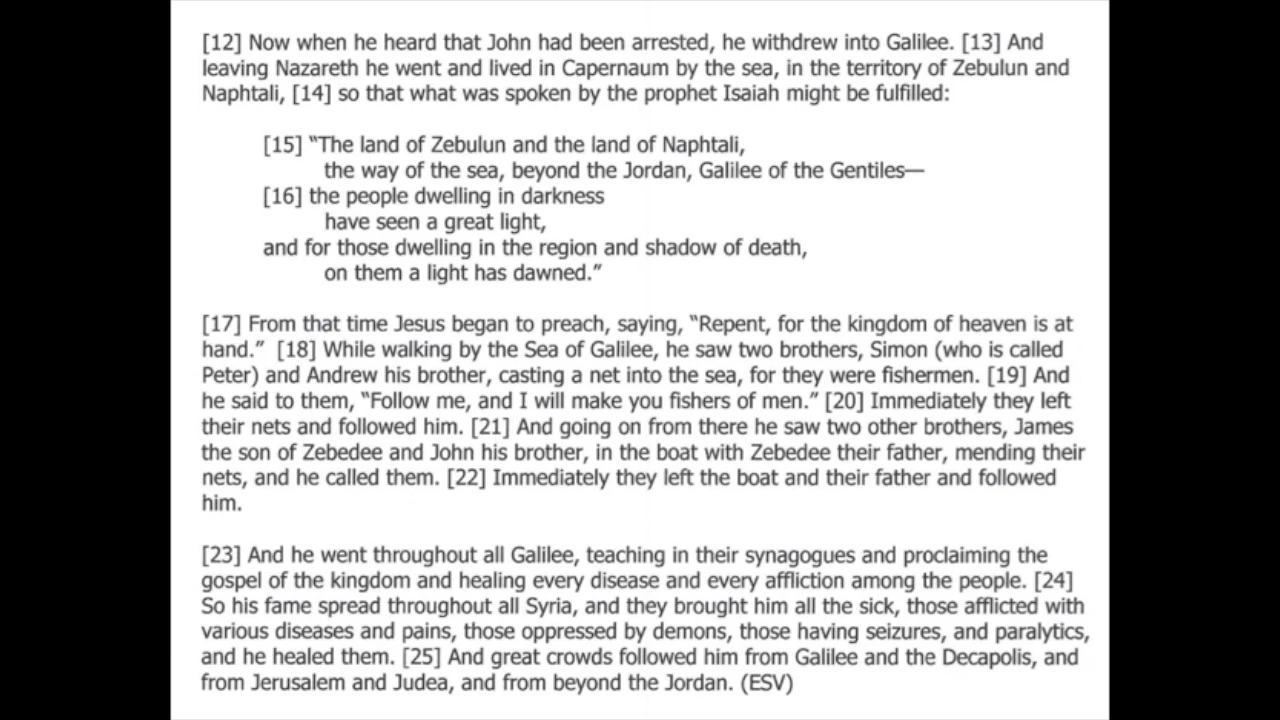 [12] Now when he heard that John had been arrested, he withdrew into Galilee. [13] And
leaving Nazareth he went and lived in Capernaum by the sea, in the territory of Zebulun and
Naphtali, [14] so that what was spoken by the prophet Isaiah might be fulfilled:
[15] “The land of Zebulun and the land of Naphtali,
the way of the sea, beyond the Jordan, Galilee of the Gentiles—
[16] the people dwelling in darkness
have seen a great light,
and for those dwelling in the region and shadow of death,
on them a light has dawned.”
[17] From that time Jesus began to preach, saying, “Repent, for the kingdom of heaven is at
hand.” [18] While walking by the Sea of Galilee, he saw two brothers, Simon (who is called
Peter) and Andrew his brother, casting a net into the sea, for they were fishermen. [19] And
he said to them, “Follow me, and I will make you fishers of men.” [20] Immediately they left
their nets and followed him. [21] And going on from there he saw two other brothers, James
the son of Zebedee and John his brother, in the boat with Zebedee their father, mending their
nets, and he called them. [22] Immediately they left the boat and their father and followed
him.
[23] And he went throughout all Galilee, teaching in their synagogues and proclaiming the
gospel of the kingdom and healing every disease and every affliction among the people. [24]
So his fame spread throughout all Syria, and they brought him all the sick, those afflicted with
various diseases and pains, those oppressed by demons, those having seizures, and paralytics,
and he healed them. [25] And great crowds followed him from Galilee and the Decapolis, and
from Jerusalem and Judea, and from beyond the Jordan. (ESV)